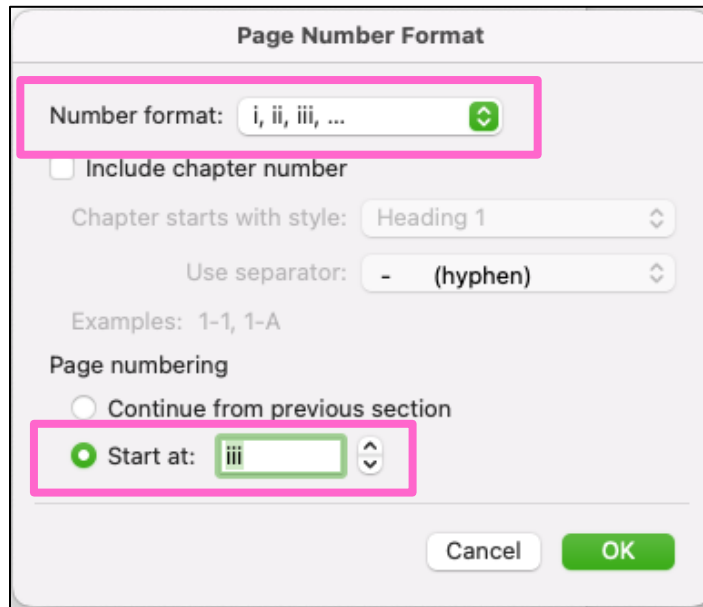 Page Number Format
Number format: i, ii, iii, ...
Include chapter number
Chapter starts with style: Heading 1
Use separator: - (hyphen)
Examples: 1-1, 1-A
Page numbering
Continue from previous section
Start at: iii
Cancel OK